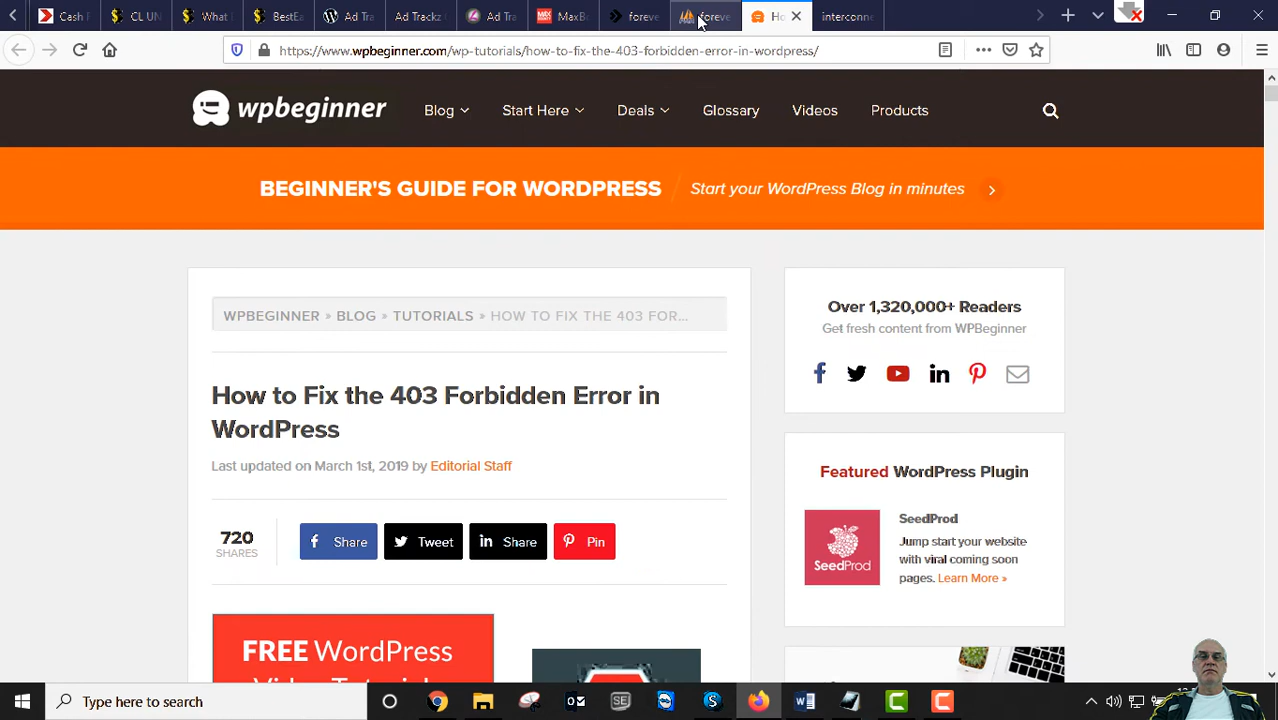 Cash F
CL UN
What
BestEa
Ad Tra
Ad Trackz
Ad Tra
MaxBo
foreve
foreve
Ho
interconne
https://www.wpbeginner.com/wp-tutorials/how-to-fix-the-403-forbidden-error-in-wordpress/
wpbeginner
Blog
Start Here
Deals
Glossary
Videos
Products
BEGINNER'S GUIDE FOR WORDPRESS
Start your WordPress Blog in minutes
WPBEGINNER » BLOG » TUTORIALS » HOW TO FIX THE 403 FOR...
How to Fix the 403 Forbidden Error in
WordPress
Last updated on March 1st, 2019 by Editorial Staff
720
SHARES
Share
Tweet
Share
Pin
FREE WordPress
Over 1,320,000+ Readers
Get fresh content from WPBeginner
Featured WordPress Plugin
SeedProd
SeedProd
Jump start your website
with viral coming soon
pages. Learn More »
Type here to search